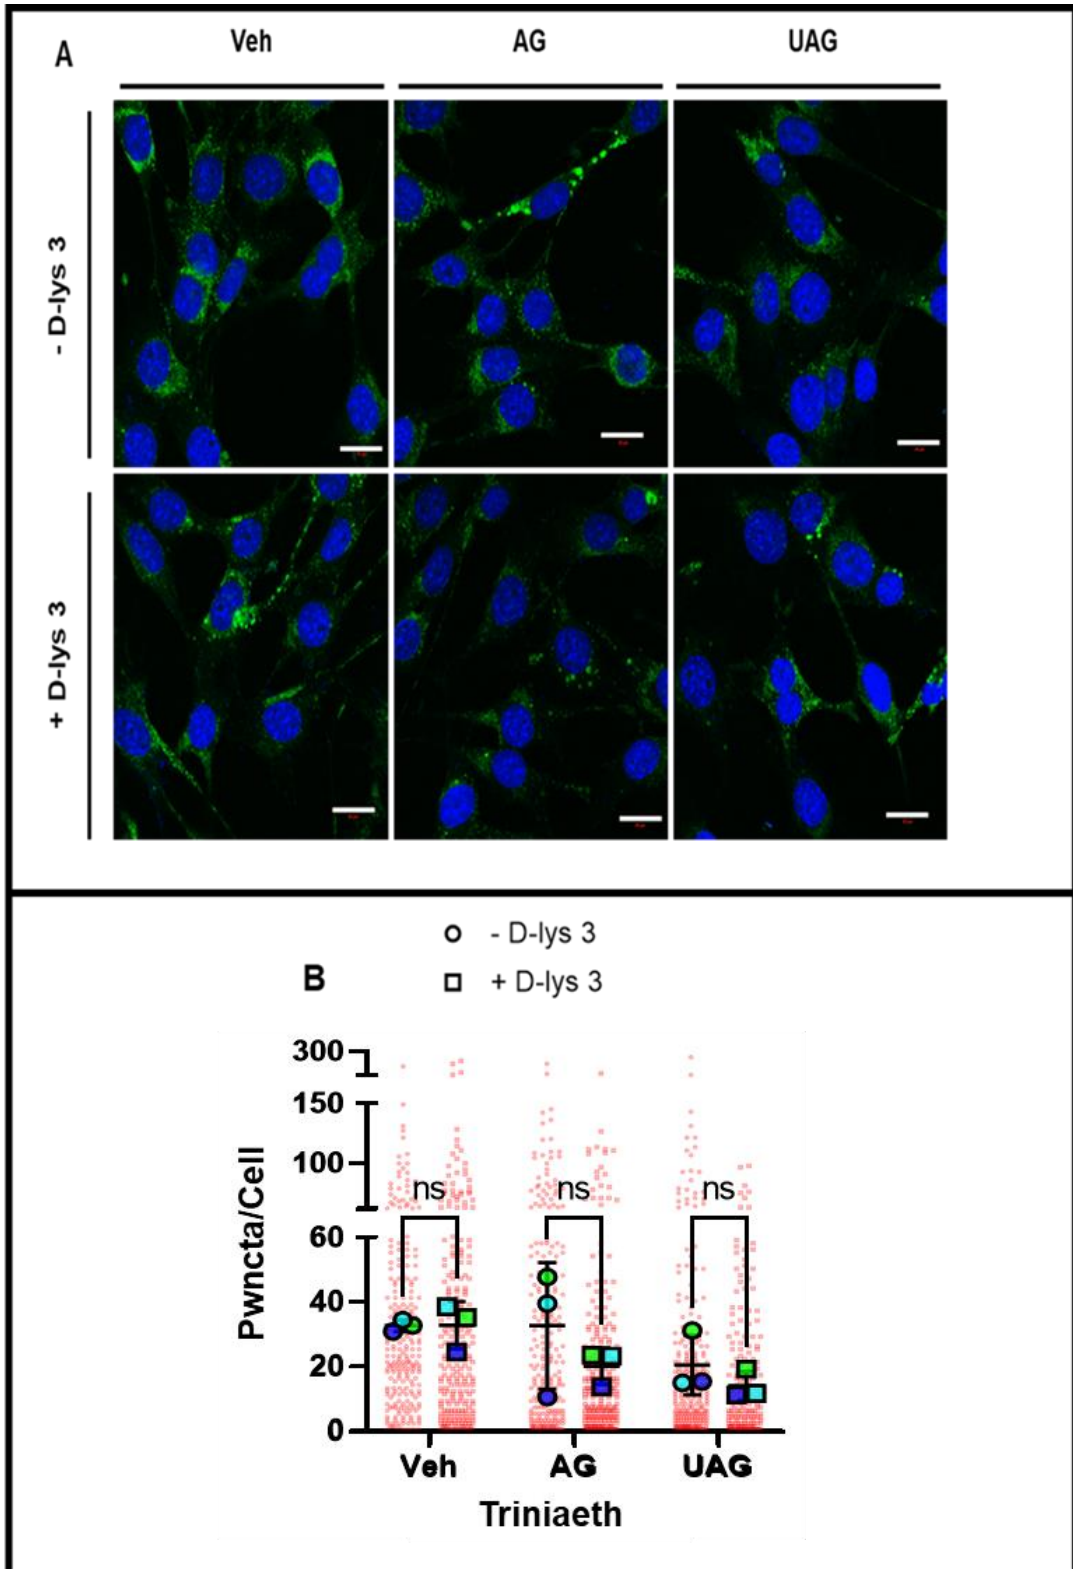 A
Veh
AG
UAG
- D-lys 3
+ D-lys 3
- D-lys 3
B
+ D-lys 3
300
150
100
60
40
20
0
Pwncta/Cell
ns
ns
ns
Veh
AG
UAG
Triniaeth